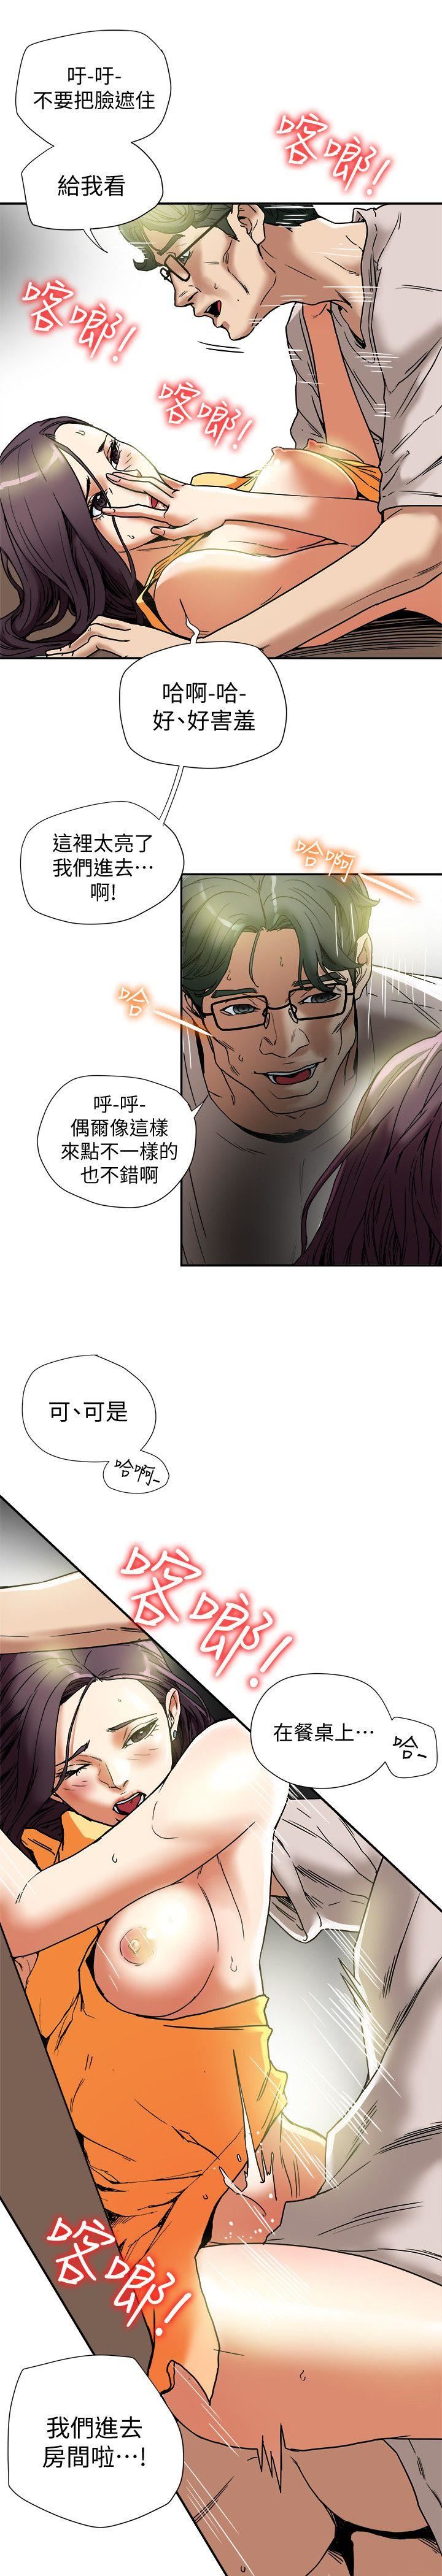 吁-吁-
不要把臉遮住
給我看
喀啷!
喀啷!
喀啷!
哈啊-哈-
好、好害羞
這裡太亮了
我們進去…
啊!
哈啊
哈
呼-呼-
偶爾像這樣
來點不一樣的
也不錯啊
可、可是
哈啊-
喀啷!
在餐桌上…
哈-
喀啷!
我們進去
房間啦…!